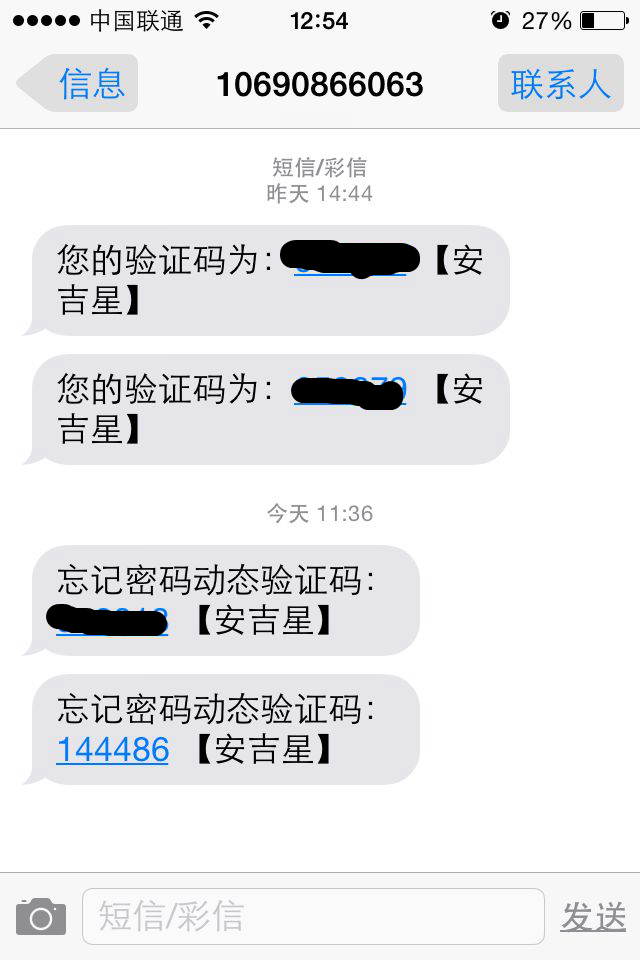 中国联通 12:54 27%
信息 10690866063 联系人
短信/彩信
昨天 14:44
您的验证码为: 【安
吉星】
您的验证码为: 【安
吉星】
今天 11:36
忘记密码动态验证码:
【安吉星】
忘记密码动态验证码:
144486 【安吉星】
短信/彩信 发送